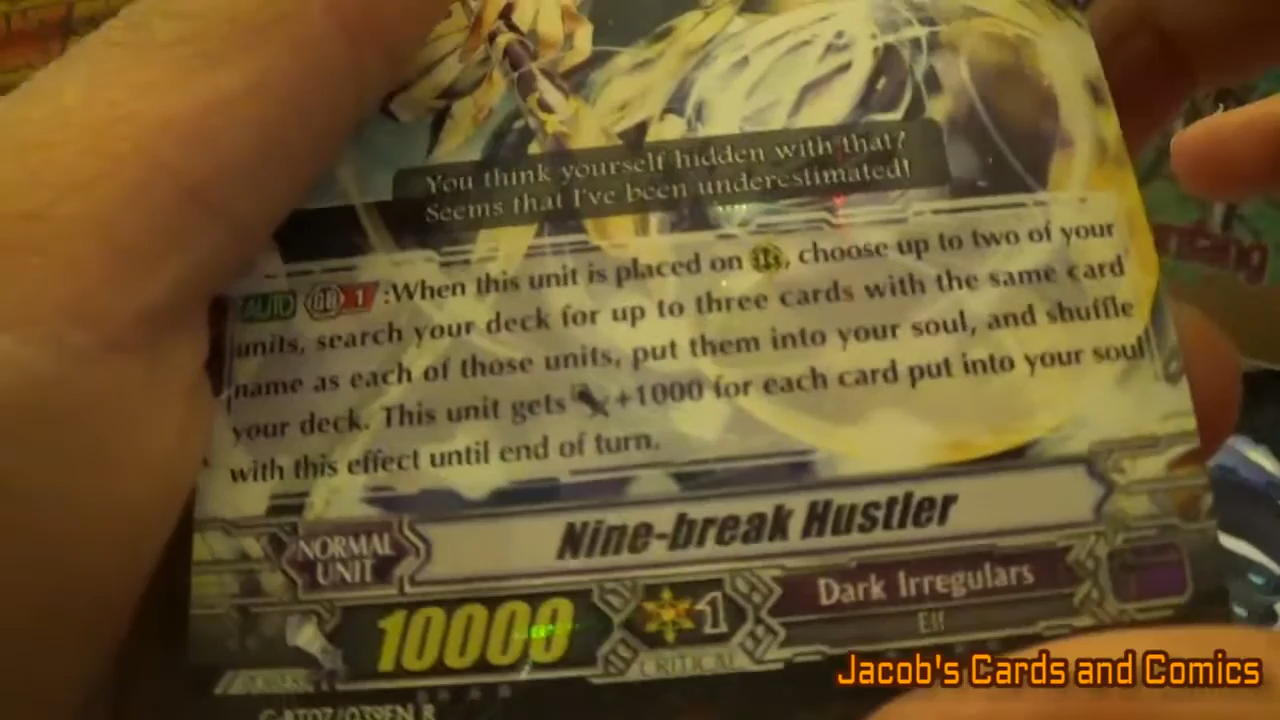 You think yourself hidden with that?
Seems that I've been underestimated!
AUTO GB 1 :When this unit is placed on , choose up to two of your
units, search your deck for up to three cards with the same card
name as each of those units, put them into your soul, and shuffle
your deck. This unit gets +1000 for each card put into your soul
with this effect until end of turn.
NORMAL UNIT
Nine-break Hustler
10000
1
CRITICAL
Dark Irregulars
Elf
POWER
G-BT07/039EN R
Jacob's Cards and Comics